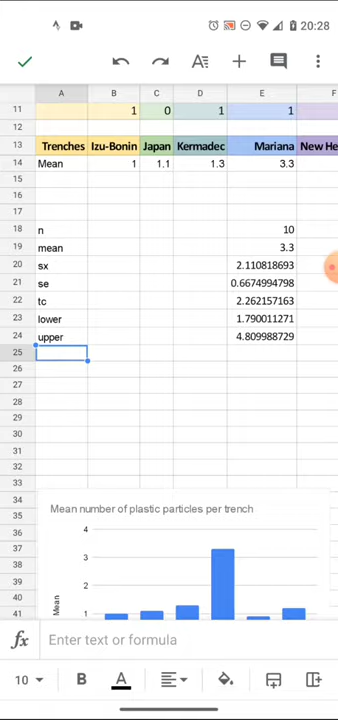 20:28
A B C D E F
11 1 0 1 1
12
13 Trenches Izu-Bonin Japan Kermadec Mariana New He
14 Mean 1 1.1 1.3 3.3
15
16
17
18 n 10
19 mean 3.3
20 sx 2.110818693
21 se 0.6674994798
22 tc 2.262157163
23 lower 1.790011271
24 upper 4.809988729
25
26
27
28
29
30
31
32
33
34
35 Mean number of plastic particles per trench
36 4
37
38 3
39 2
40 Mean
41 1
fx Enter text or formula
10 B A